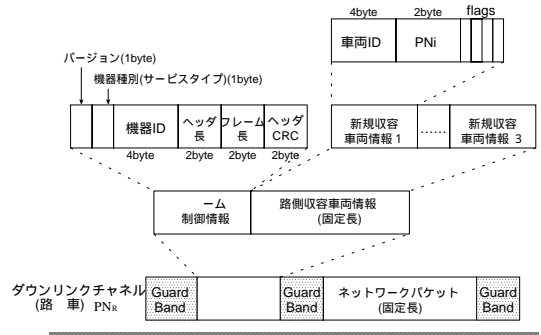 4byte 2byte flags
車両ID PNi
バージョン(1byte)
機器種別(サービスタイプ)(1byte)
機器ID ヘッダ長 フレーム長 ヘッダCRC
4byte 2byte 2byte 2byte
新規収容車両情報 1 ...... 新規収容車両情報 3
ーム
制御情報
路側収容車両情報
(固定長)
ダウンリンクチャネル
(路 車) PNR
Guard Band
Guard Band
ネットワークパケット
(固定長)
Guard Band